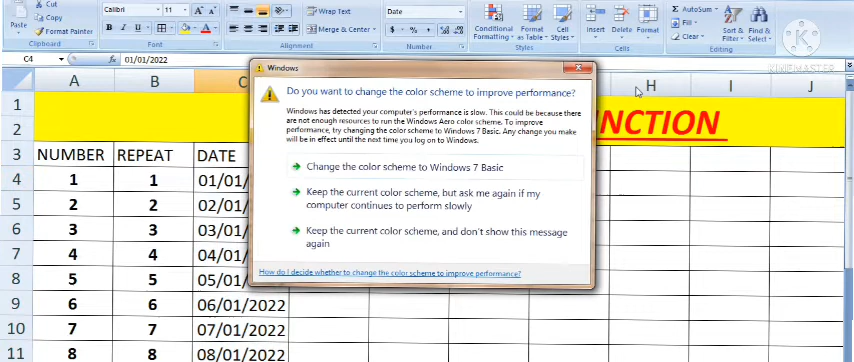 Cut
Copy
Paste
Format Painter
Clipboard
Calibri 11
B I U
Font
Wrap Text
Merge & Center
Alignment
Date
$ % ,
Number
Conditional Formatting
Format as Table
Cell Styles
Styles
Insert Delete Format
Cells
Σ AutoSum
Fill
Clear
Sort & Filter
Find & Select
Editing
KINEMASTER
C4
fx 01/01/2022
A B C H I J
1
NCTION
2
3 NUMBER REPEAT DATE
4 1 1 01/01/
5 2 2 02/01/
6 3 3 03/01/
7 4 4 04/01/
8 5 5 05/01/
9 6 6 06/01/2022
10 7 7 07/01/2022
11 8 8 08/01/2022
Windows
Do you want to change the color scheme to improve performance?
Windows has detected your computer's performance is slow. This could be because there
are not enough resources to run the Windows Aero color scheme. To improve
performance, try changing the color scheme to Windows 7 Basic. Any change you make
will be in effect until the next time you log on to Windows.
Change the color scheme to Windows 7 Basic
Keep the current color scheme, but ask me again if my
computer continues to perform slowly
Keep the current color scheme, and don't show this message
again
How do I decide whether to change the color scheme to improve performance?